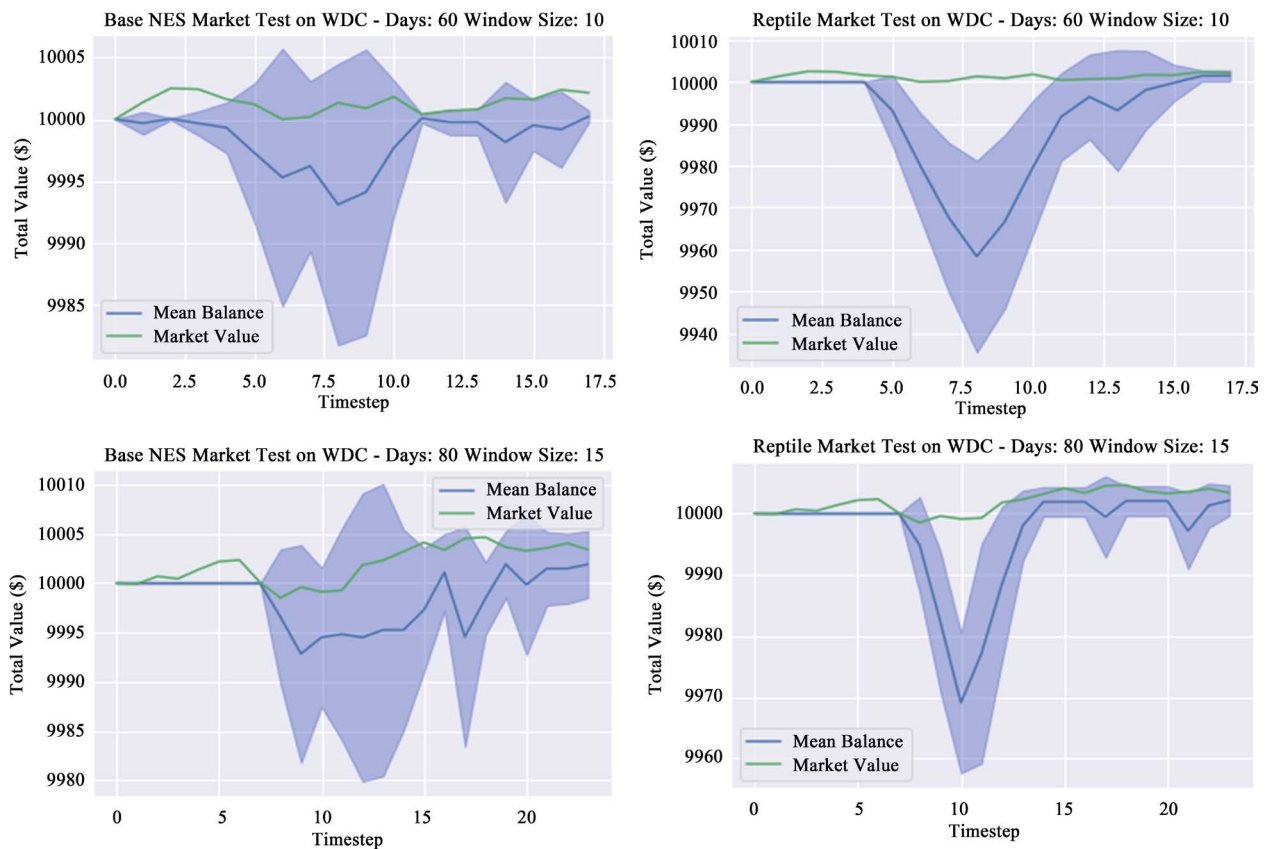 Base NES Market Test on WDC - Days: 60 Window Size: 10
10005
10000
9995
9990
9985
Total Value ($)
Mean Balance
Market Value
0.0 2.5 5.0 7.5 10.0 12.5 15.0 17.5
Timestep
Reptile Market Test on WDC - Days: 60 Window Size: 10
10010
10000
9990
9980
9970
9960
9950
9940
Total Value ($)
Mean Balance
Market Value
0.0 2.5 5.0 7.5 10.0 12.5 15.0 17.5
Timestep
Base NES Market Test on WDC - Days: 80 Window Size: 15
10010
10005
10000
9995
9990
9985
9980
Total Value ($)
Mean Balance
Market Value
0 5 10 15 20
Timestep
Reptile Market Test on WDC - Days: 80 Window Size: 15
10000
9990
9980
9970
9960
Total Value ($)
Mean Balance
Market Value
0 5 10 15 20
Timestep